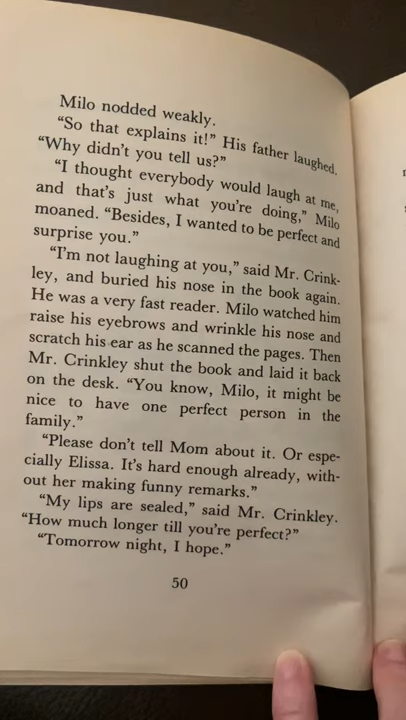 Milo nodded weakly.
“So that explains it!” His father laughed.
“Why didn’t you tell us?”
“I thought everybody would laugh at me,
and that’s just what you’re doing,” Milo
moaned. “Besides, I wanted to be perfect and
surprise you.”
“I’m not laughing at you,” said Mr. Crink-
ley, and buried his nose in the book again.
He was a very fast reader. Milo watched him
raise his eyebrows and wrinkle his nose and
scratch his ear as he scanned the pages. Then
Mr. Crinkley shut the book and laid it back
on the desk. “You know, Milo, it might be
nice to have one perfect person in the
family.”
“Please don’t tell Mom about it. Or espe-
cially Elissa. It’s hard enough already, with-
out her making funny remarks.”
“My lips are sealed,” said Mr. Crinkley.
“How much longer till you’re perfect?”
“Tomorrow night, I hope.”
50